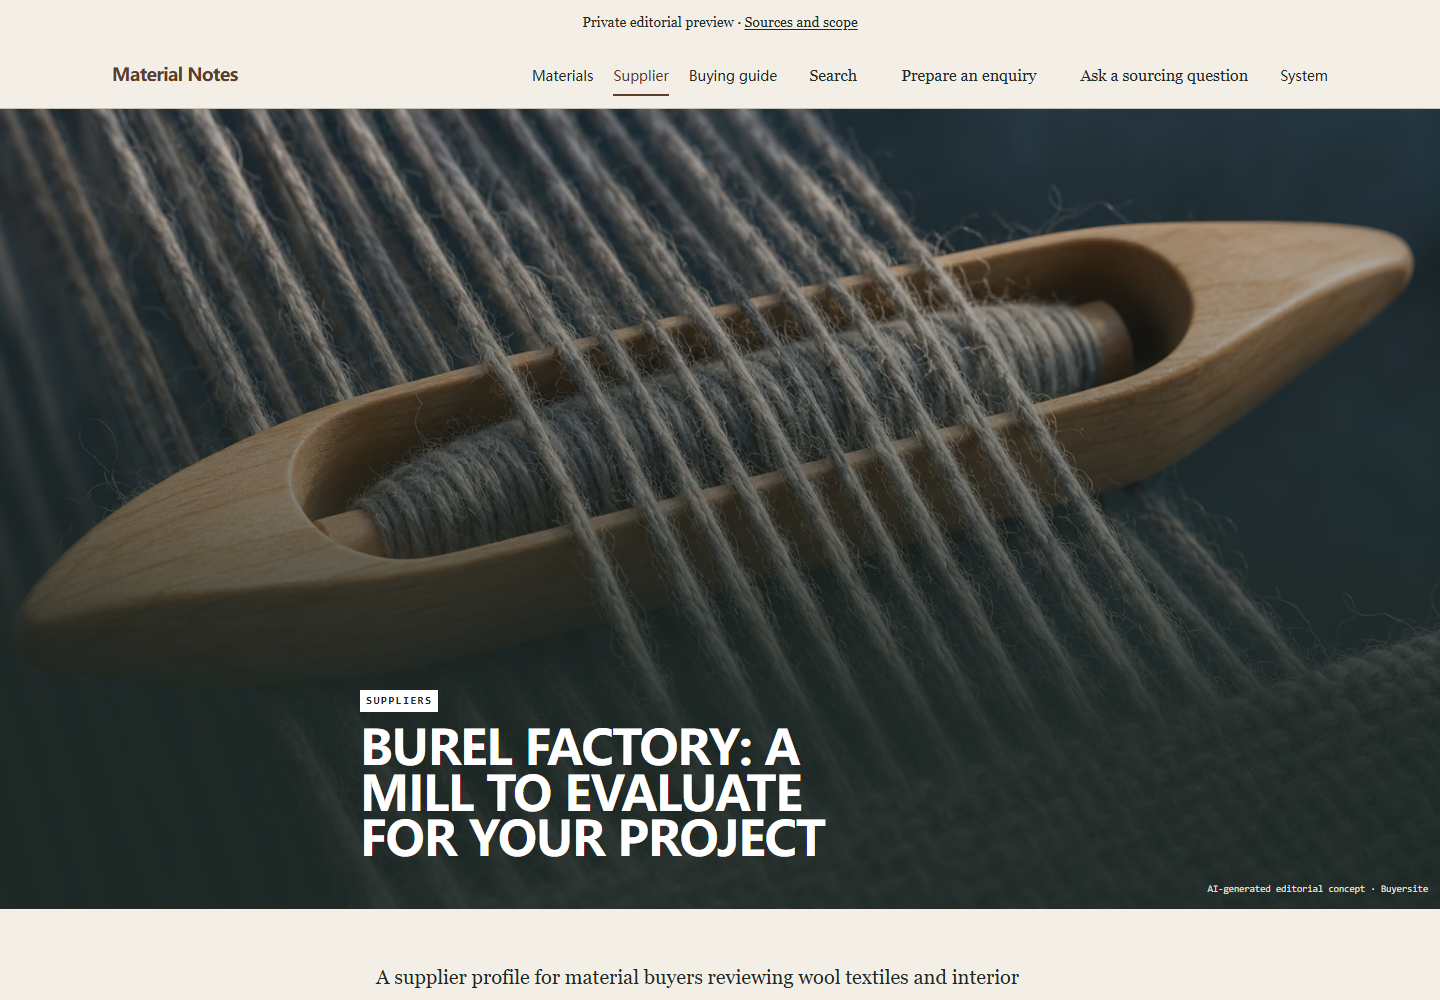 Private editorial preview · Sources and scope
Material Notes
Materials Supplier Buying guide Search Prepare an enquiry Ask a sourcing question System
SUPPLIERS
BUREL FACTORY: A
MILL TO EVALUATE
FOR YOUR PROJECT
AI-generated editorial concept · Buyersite
A supplier profile for material buyers reviewing wool textiles and interior